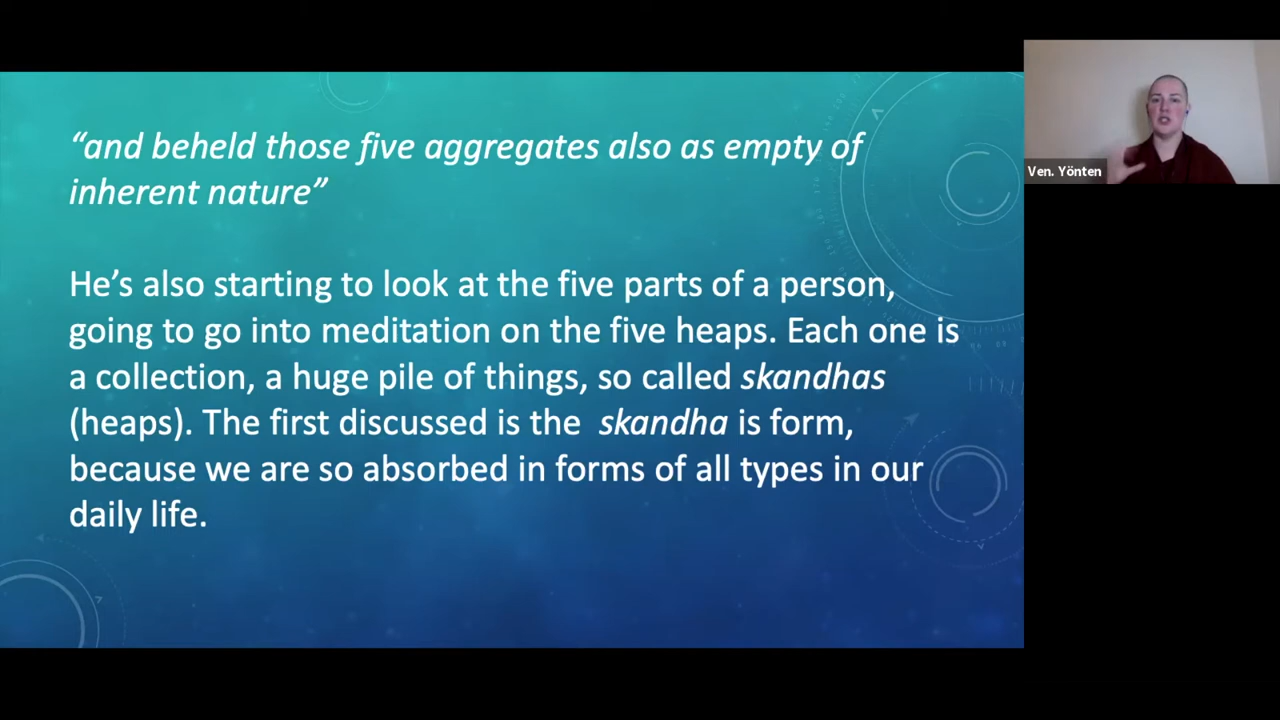 “and beheld those five aggregates also as empty of
inherent nature”
He’s also starting to look at the five parts of a person,
going to go into meditation on the five heaps. Each one is
a collection, a huge pile of things, so called skandhas
(heaps). The first discussed is the  skandha is form,
because we are so absorbed in forms of all types in our
daily life.
Ven. Yönten